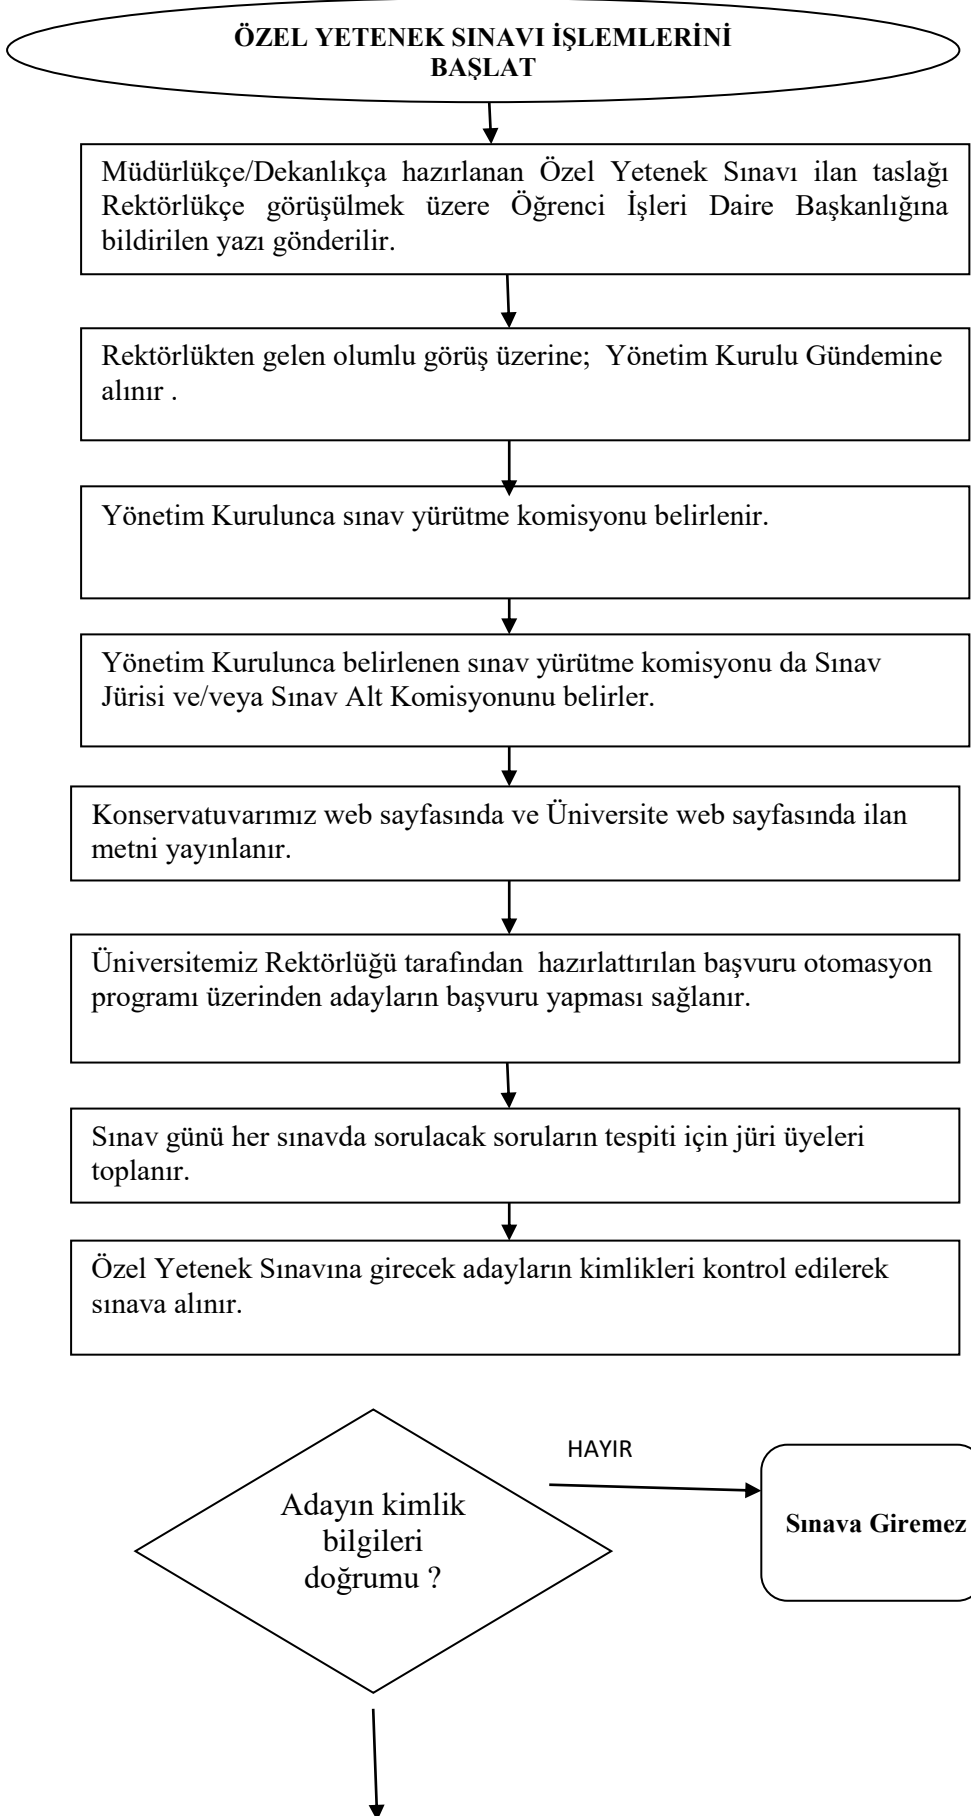 ÖZEL YETENEK SINAVI İŞLEMLERİNİ
BAŞLAT
Müdürlükçe/Dekanlıkça hazırlanan Özel Yetenek Sınavı ilan taslağı
Rektörlükçe görüşülmek üzere Öğrenci İşleri Daire Başkanlığına
bildirilen yazı gönderilir.
Rektörlükten gelen olumlu görüş üzerine; Yönetim Kurulu Gündemine
alınır .
Yönetim Kurulunca sınav yürütme komisyonu belirlenir.
Yönetim Kurulunca belirlenen sınav yürütme komisyonu da Sınav
Jürisi ve/veya Sınav Alt Komisyonunu belirler.
Konservatuvarımız web sayfasında ve Üniversite web sayfasında ilan
metni yayınlanır.
Üniversitemiz Rektörlüğü tarafından hazırlattırılan başvuru otomasyon
programı üzerinden adayların başvuru yapması sağlanır.
Sınav günü her sınavda sorulacak soruların tespiti için jüri üyeleri
toplanır.
Özel Yetenek Sınavına girecek adayların kimlikleri kontrol edilerek
sınava alınır.
HAYIR
Adayın kimlik
bilgileri
doğrumu ?
Sınava Giremez